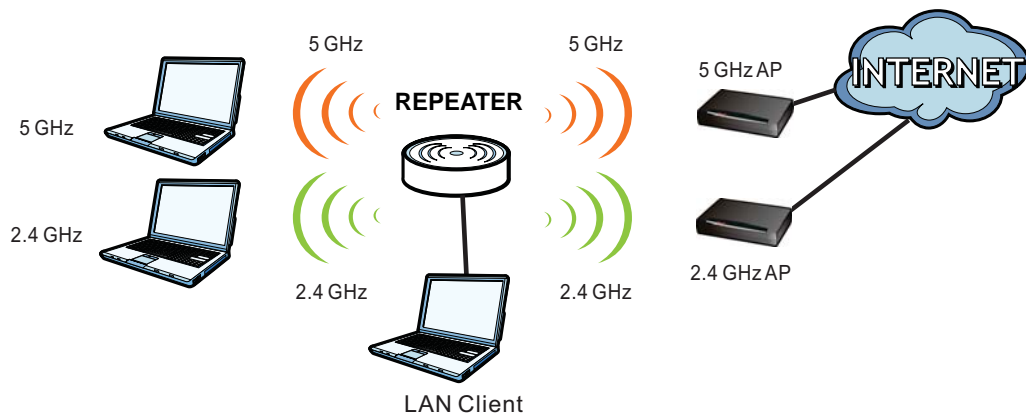 5 GHz
5 GHz
5 GHz AP
INTERNET
REPEATER
5 GHz
2.4 GHz
2.4 GHz
2.4 GHz
2.4 GHz AP
LAN Client